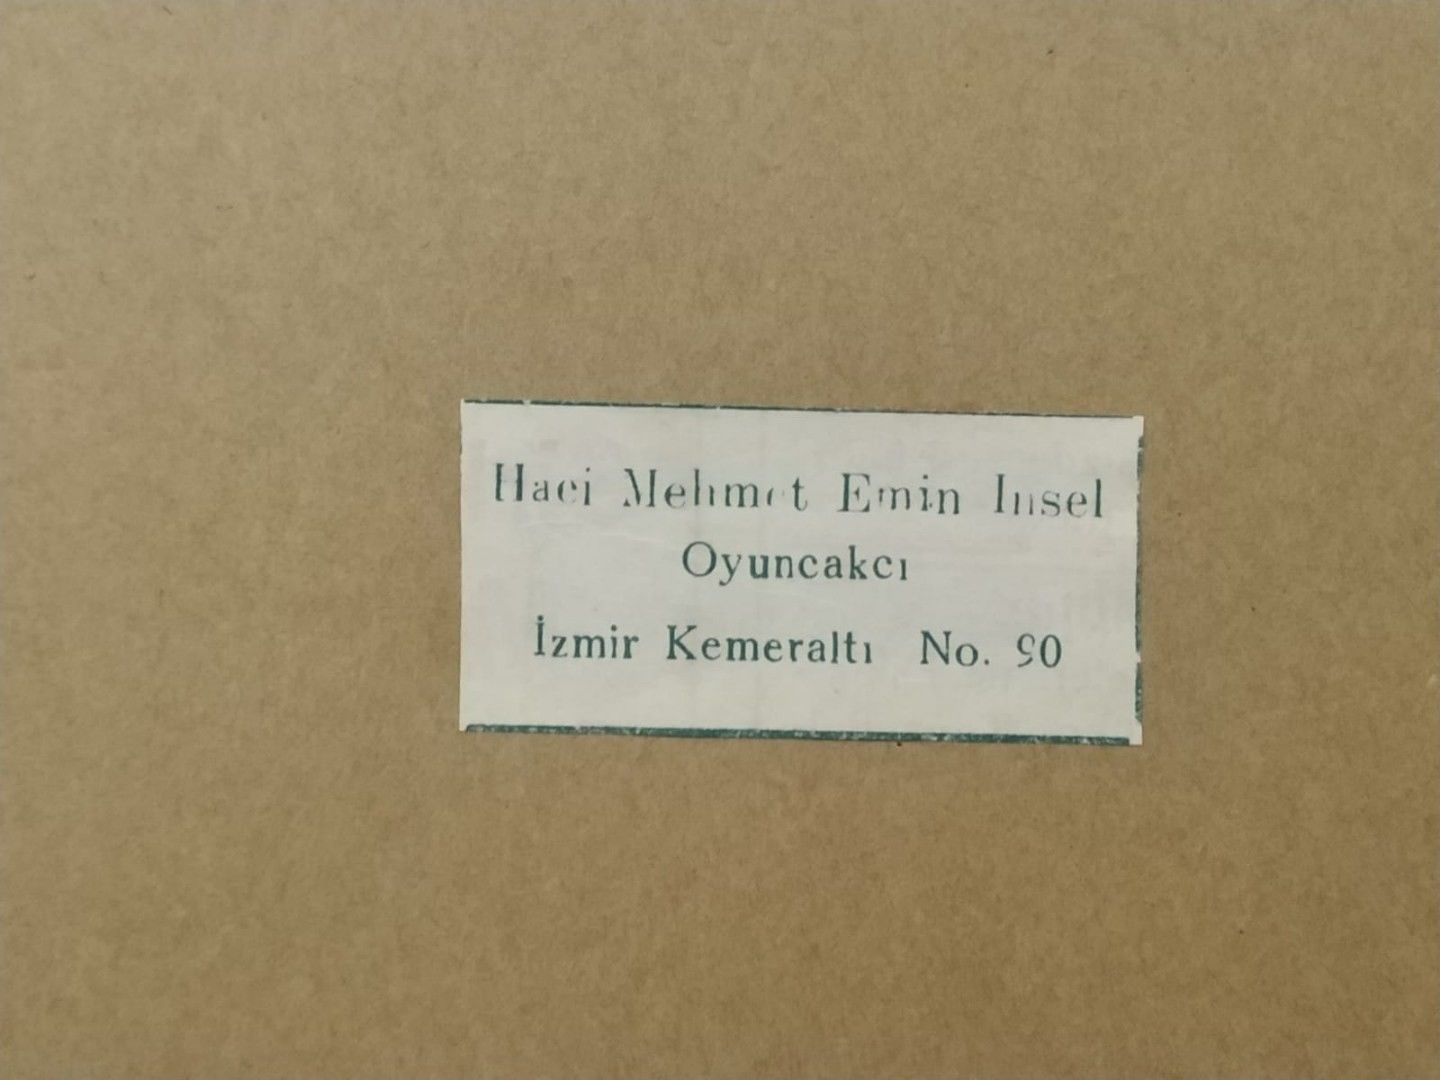 Haci Mehmet Emin Insel
Oyuncakcı
İzmir Kemeraltı No. 90